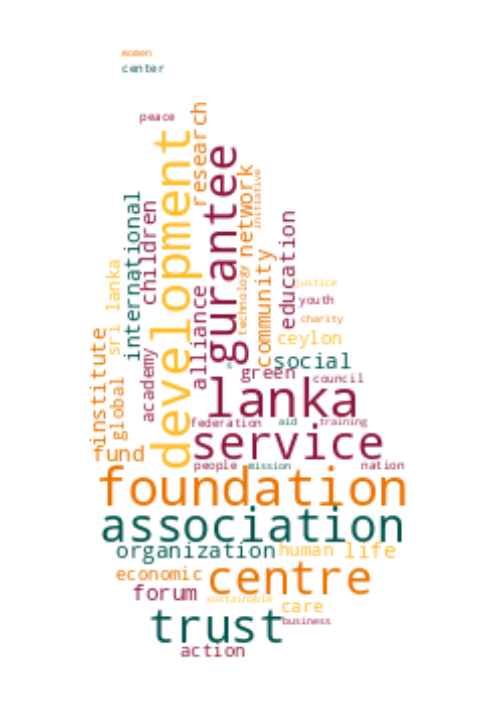 women
center
peace
research
development
gurantee
network
initiative
international
children
education
community
technology
alliance
sri lanka
justice
youth
charity
ceylon
social
institute
global
academy
green
council
lanka
federation
aid
training
service
fund
people
mission
nation
foundation
association
organization
human
life
economic
centre
forum
sustainable
care
trust
business
action